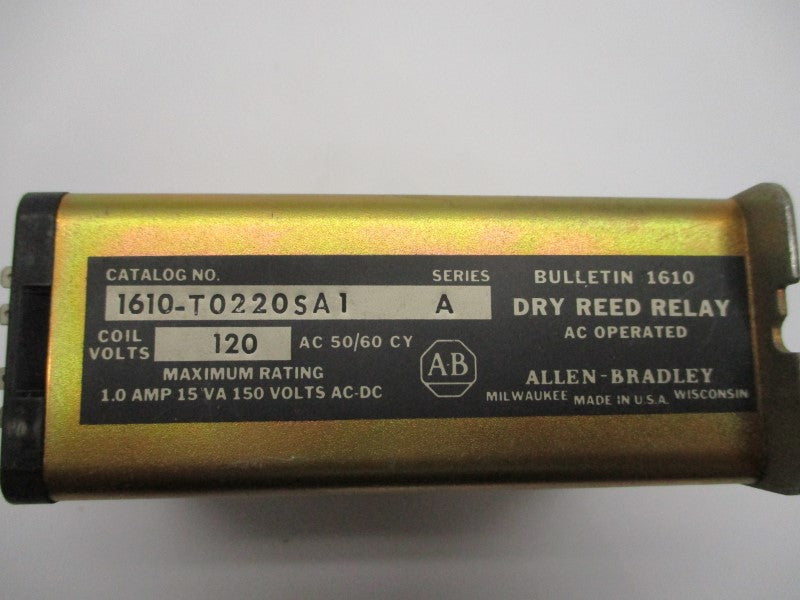 CATALOG NO. SERIES
1610-T0220SA1 A
COIL VOLTS 120 AC 50/60 CY
MAXIMUM RATING
1.0 AMP 15 VA 150 VOLTS AC-DC
A-B
BULLETIN 1610
DRY REED RELAY
AC OPERATED
ALLEN-BRADLEY
MILWAUKEE MADE IN U.S.A. WISCONSIN